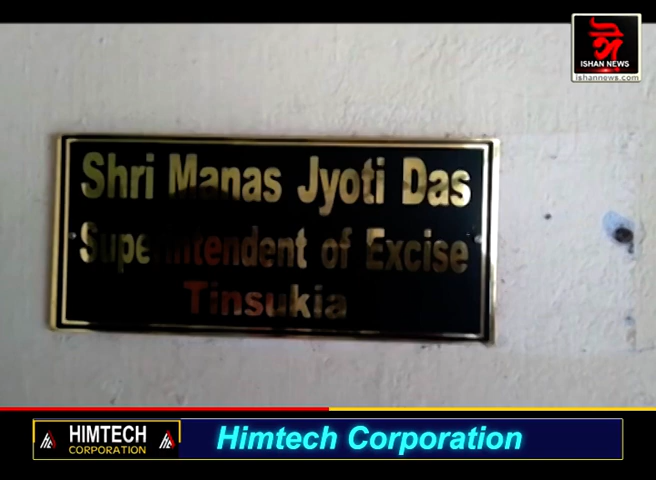 ई
ISHAN NEWS
ishannews.com
Shri Manas Jyoti Das
Superintendent of Excise
Tinsukia
HIMTECH
CORPORATION
Himtech Corporation